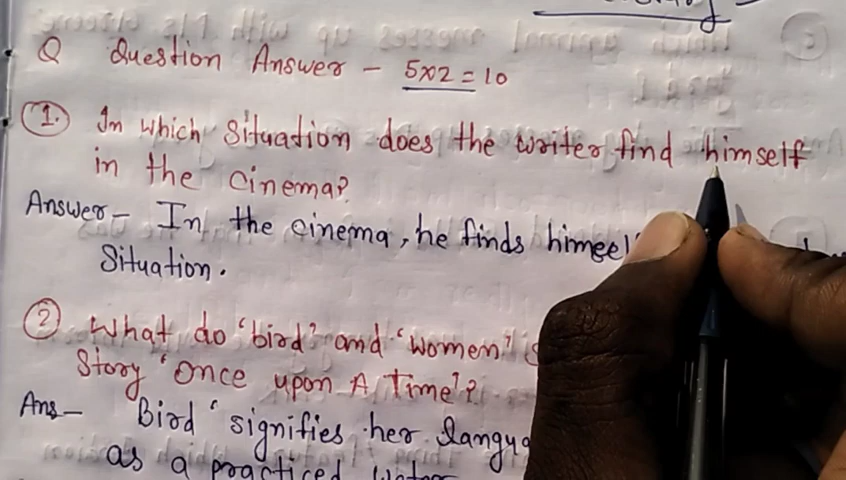 Q Question Answer - 5x2 = 10
1. In which situation does the writer find himself
in the cinema?
Answer - In the cinema, he finds
Situation.
2 What do 'bird' and 'women'
Story 'Once upon A Time'?
Ans - Bird' signifies her
as a practiced